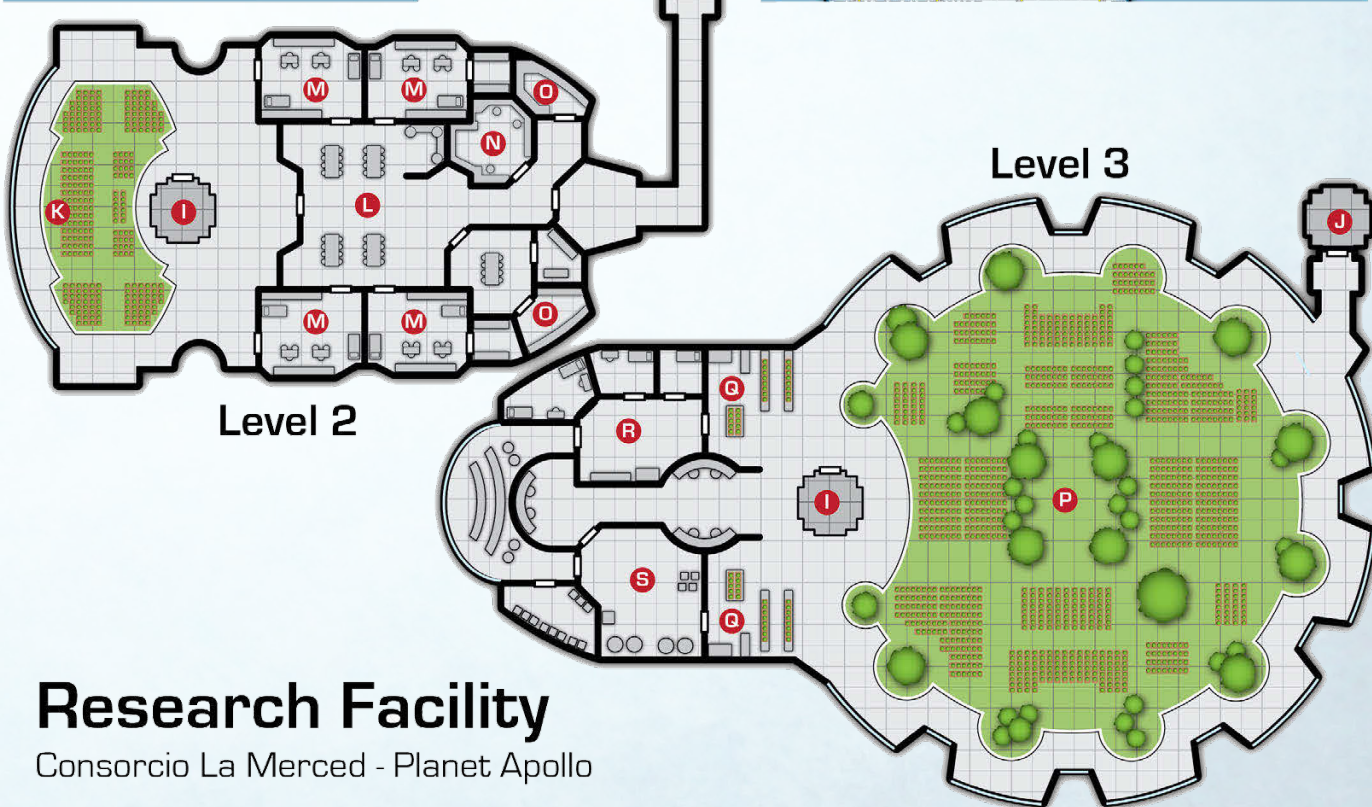 M
M
O
N
K
I
L
M
M
O
Level 2
Level 3
J
Q
R
I
P
S
Q
Research Facility
Consorcio La Merced - Planet Apollo